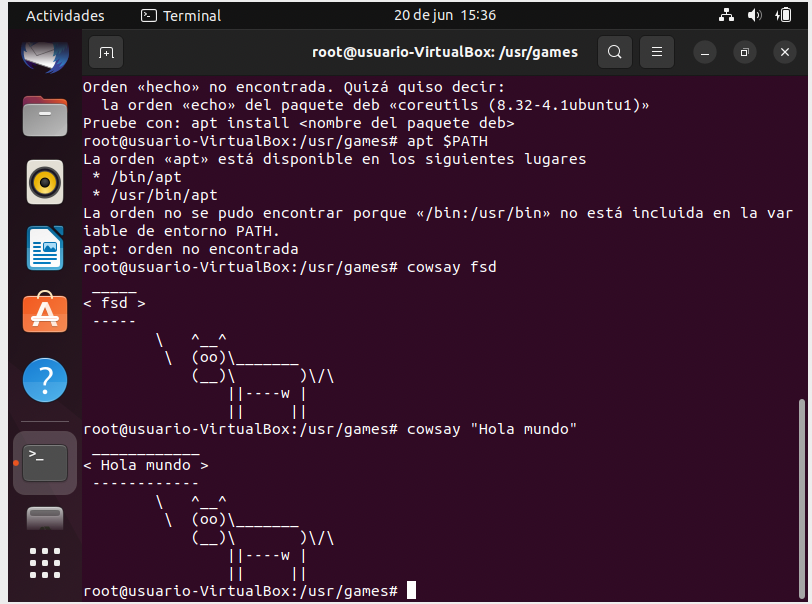 Actividades Terminal 20 de jun 15:36
root@usuario-VirtualBox: /usr/games
Orden «hecho» no encontrada. Quizá quiso decir:
  la orden «echo» del paquete deb «coreutils (8.32-4.1ubuntu1)»
Pruebe con: apt install <nombre del paquete deb>
root@usuario-VirtualBox:/usr/games# apt $PATH
La orden «apt» está disponible en los siguientes lugares
 * /bin/apt
 * /usr/bin/apt
La orden no se pudo encontrar porque «/bin:/usr/bin» no está incluida en la var
iable de entorno PATH.
apt: orden no encontrada
root@usuario-VirtualBox:/usr/games# cowsay fsd
 _____
< fsd >
 -----
        \   ^__^
         \  (oo)\_______
            (__)\       )\/\
                ||----w |
                ||     ||
root@usuario-VirtualBox:/usr/games# cowsay "Hola mundo"
 ____________
< Hola mundo >
 ------------
        \   ^__^
         \  (oo)\_______
            (__)\       )\/\
                ||----w |
                ||     ||
root@usuario-VirtualBox:/usr/games#